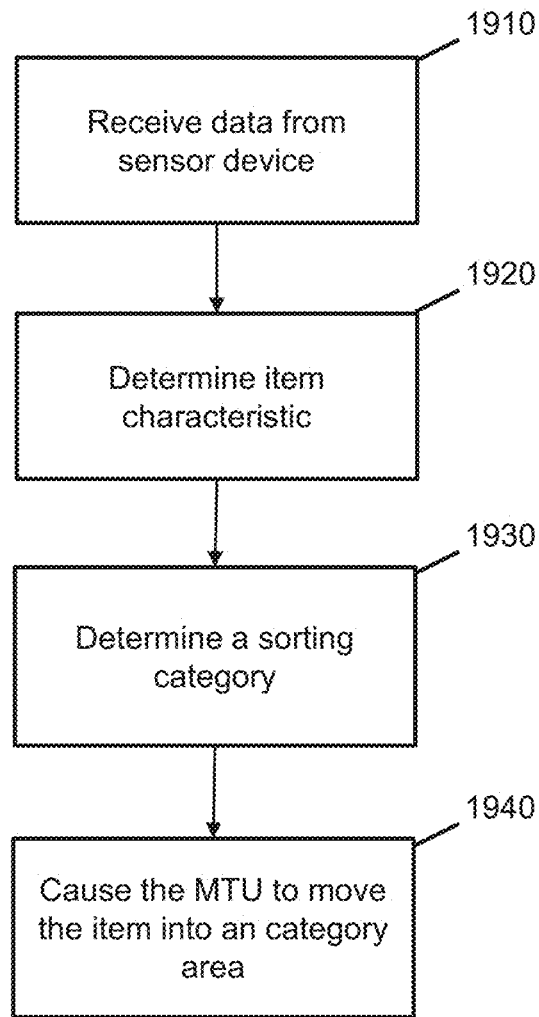 1910
Receive data from
sensor device
1920
Determine item
characteristic
1930
Determine a sorting
category
1940
Cause the MTU to move
the item into an category
area